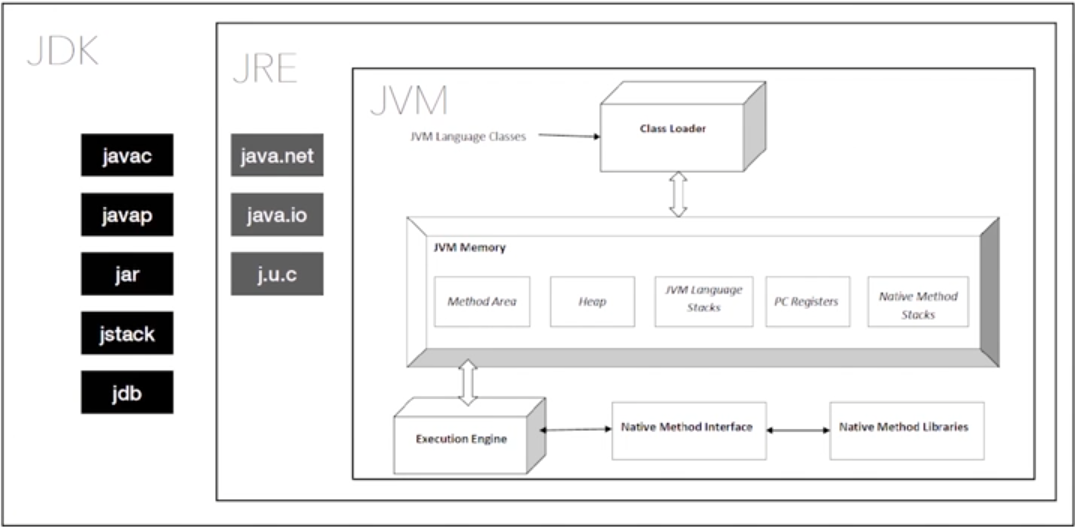 JDK
javac
javap
jar
jstack
jdb
JRE
java.net
java.io
j.u.c
JVM
JVM Language Classes
Class Loader
JVM Memory
Method Area
Heap
JVM Language
Stacks
PC Registers
Native Method
Stacks
Execution Engine
Native Method Interface
Native Method Libraries